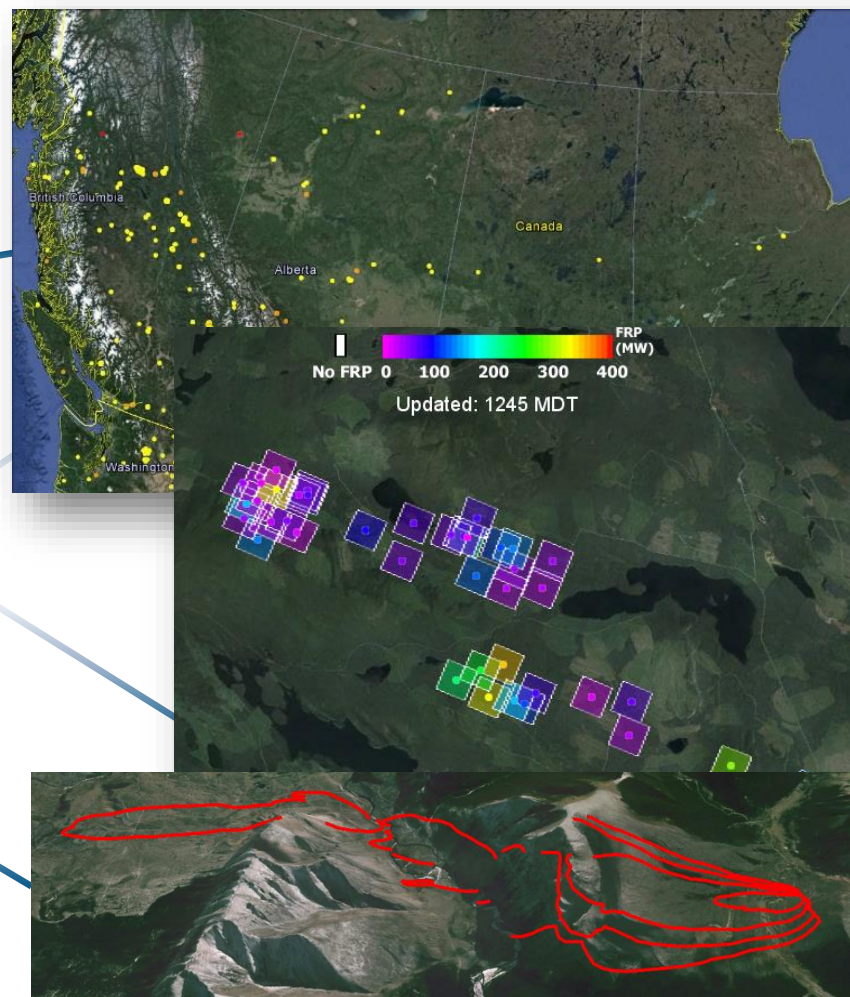 British Columbia
Canada
Alberta
Washington
FRP
(MW)
No FRP 0 100 200 300 400
Updated: 1245 MDT